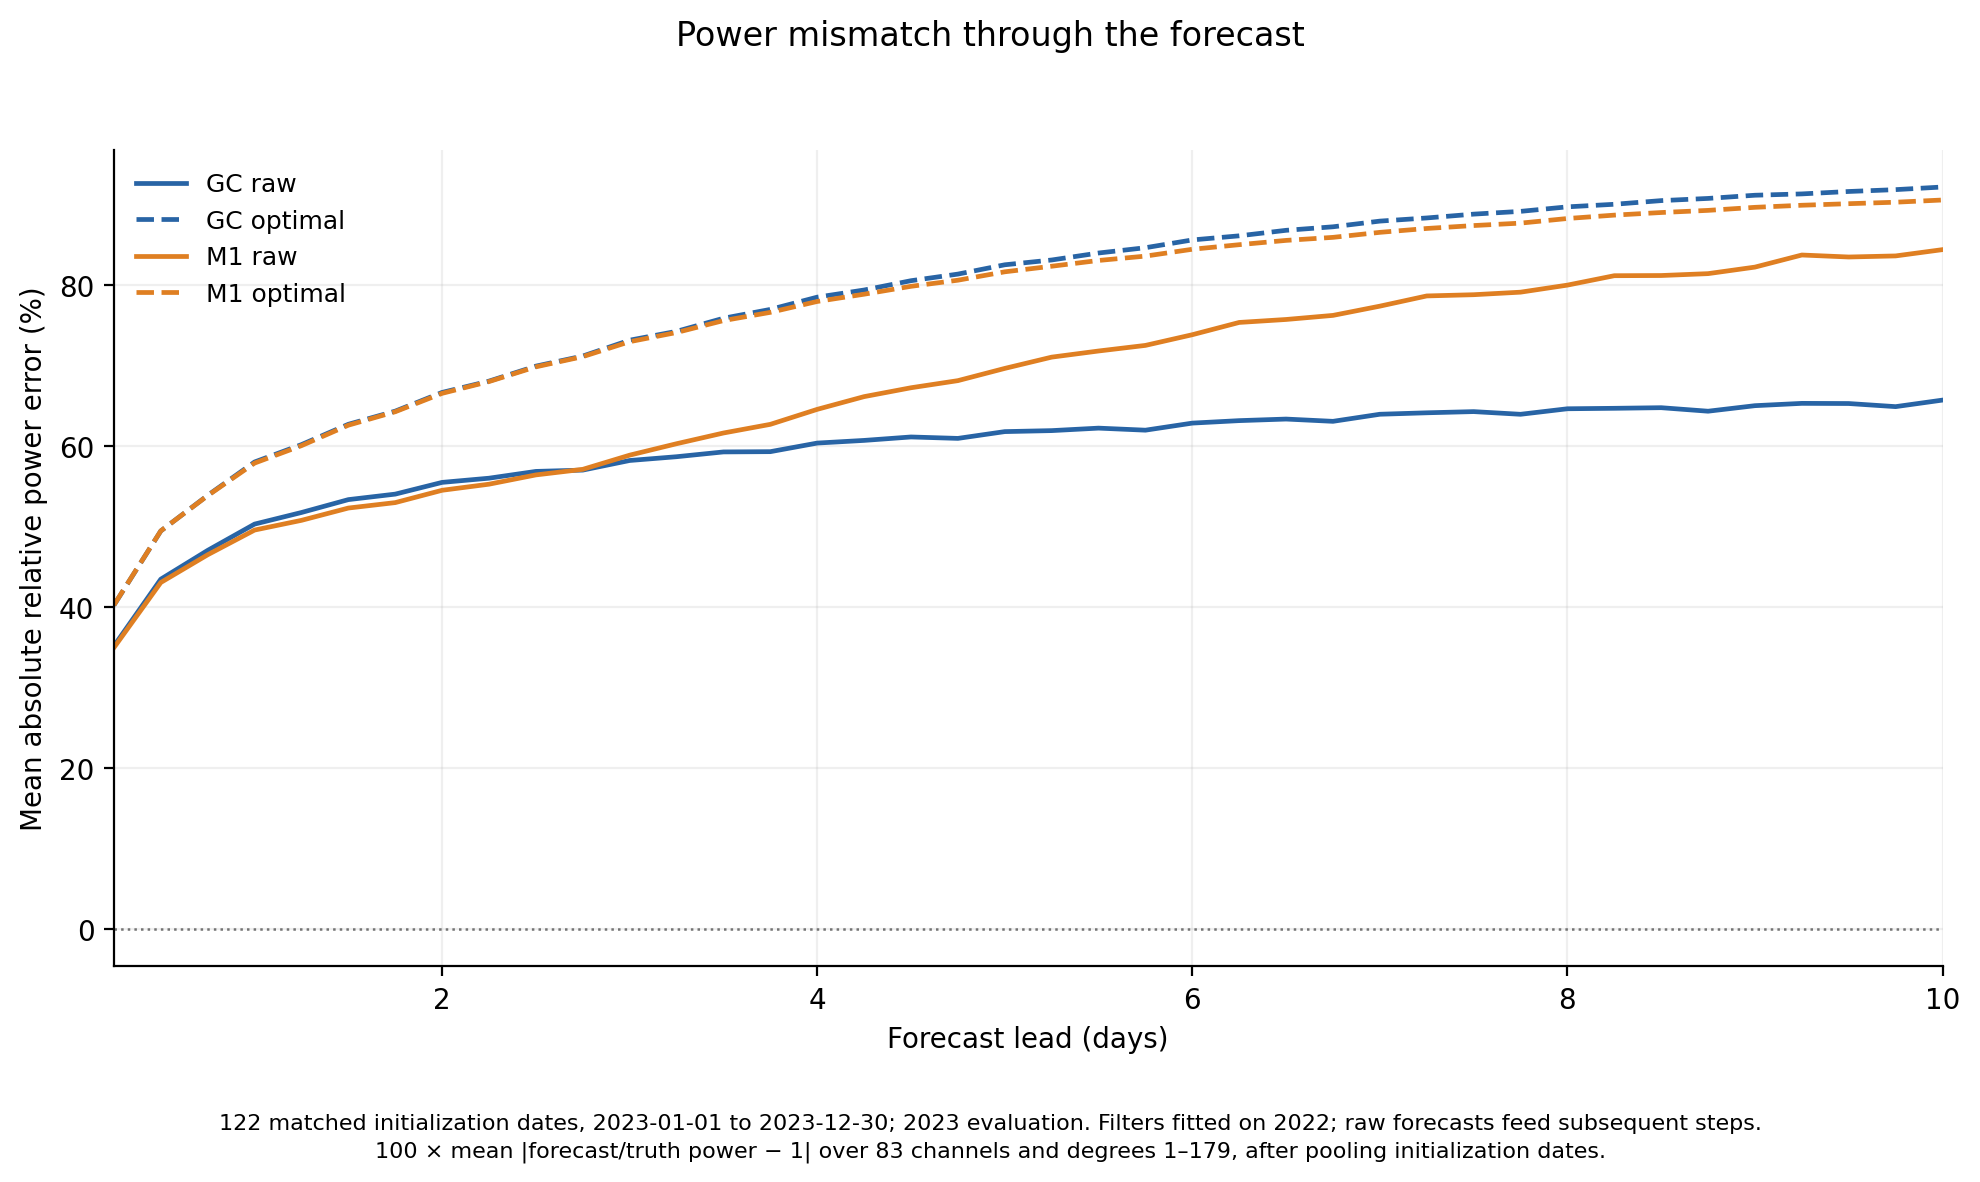 Power mismatch through the forecast
GC raw
GC optimal
M1 raw
M1 optimal
Mean absolute relative power error (%)
80
60
40
20
0
2
4
6
8
10
Forecast lead (days)
122 matched initialization dates, 2023-01-01 to 2023-12-30; 2023 evaluation. Filters fitted on 2022; raw forecasts feed subsequent steps.
100 × mean |forecast/truth power − 1| over 83 channels and degrees 1–179, after pooling initialization dates.